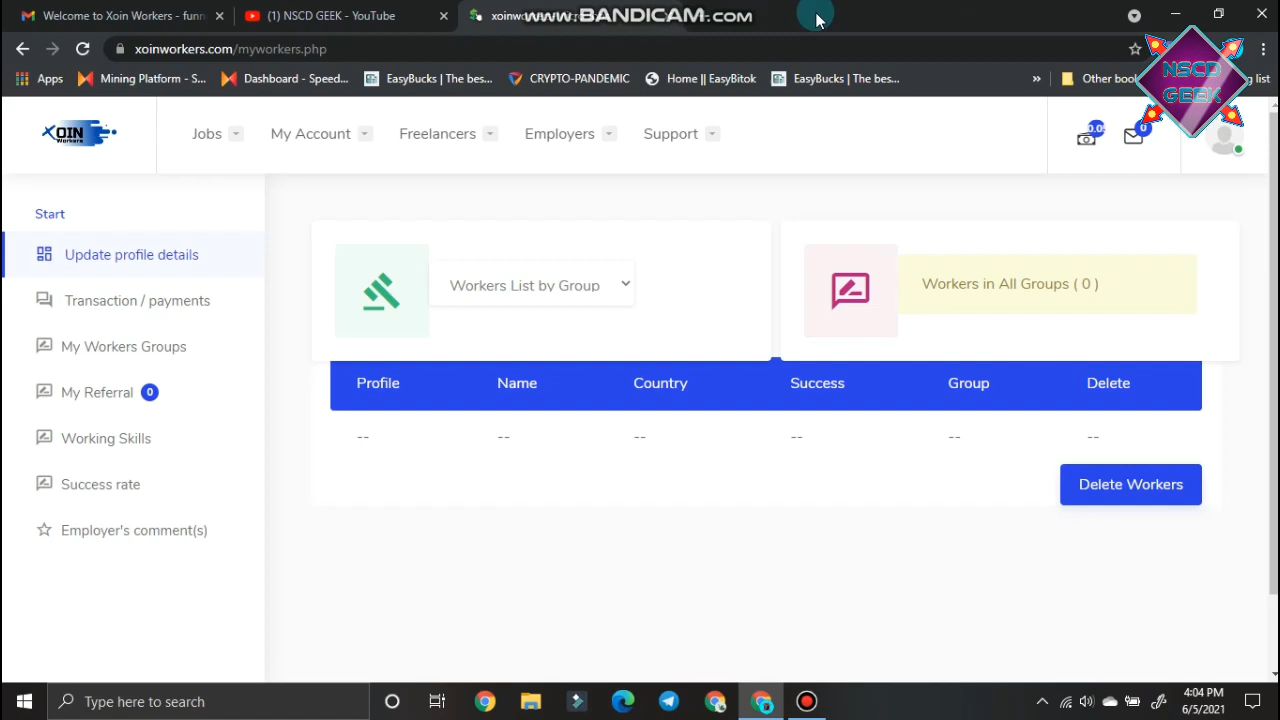 Welcome to Xoin Workers - funn
(1) NSCD GEEK - YouTube
www.BANDICAM.COM
xoinworkers.com/myworkers.php
Apps
Mining Platform - S...
Dashboard - Speed...
EasyBucks | The bes...
CRYPTO-PANDEMIC
Home || EasyBitok
EasyBucks | The bes...
»
NSCD
GEEK
XOIN
Workers
Jobs
My Account
Freelancers
Employers
Support
0.05
0
Start
Update profile details
Transaction / payments
My Workers Groups
My Referral 0
Working Skills
Success rate
Employer's comment(s)
Workers List by Group
Workers in All Groups ( 0 )
Profile Name Country Success Group Delete
-- -- -- -- -- --
Delete Workers
Type here to search
4:04 PM
6/5/2021